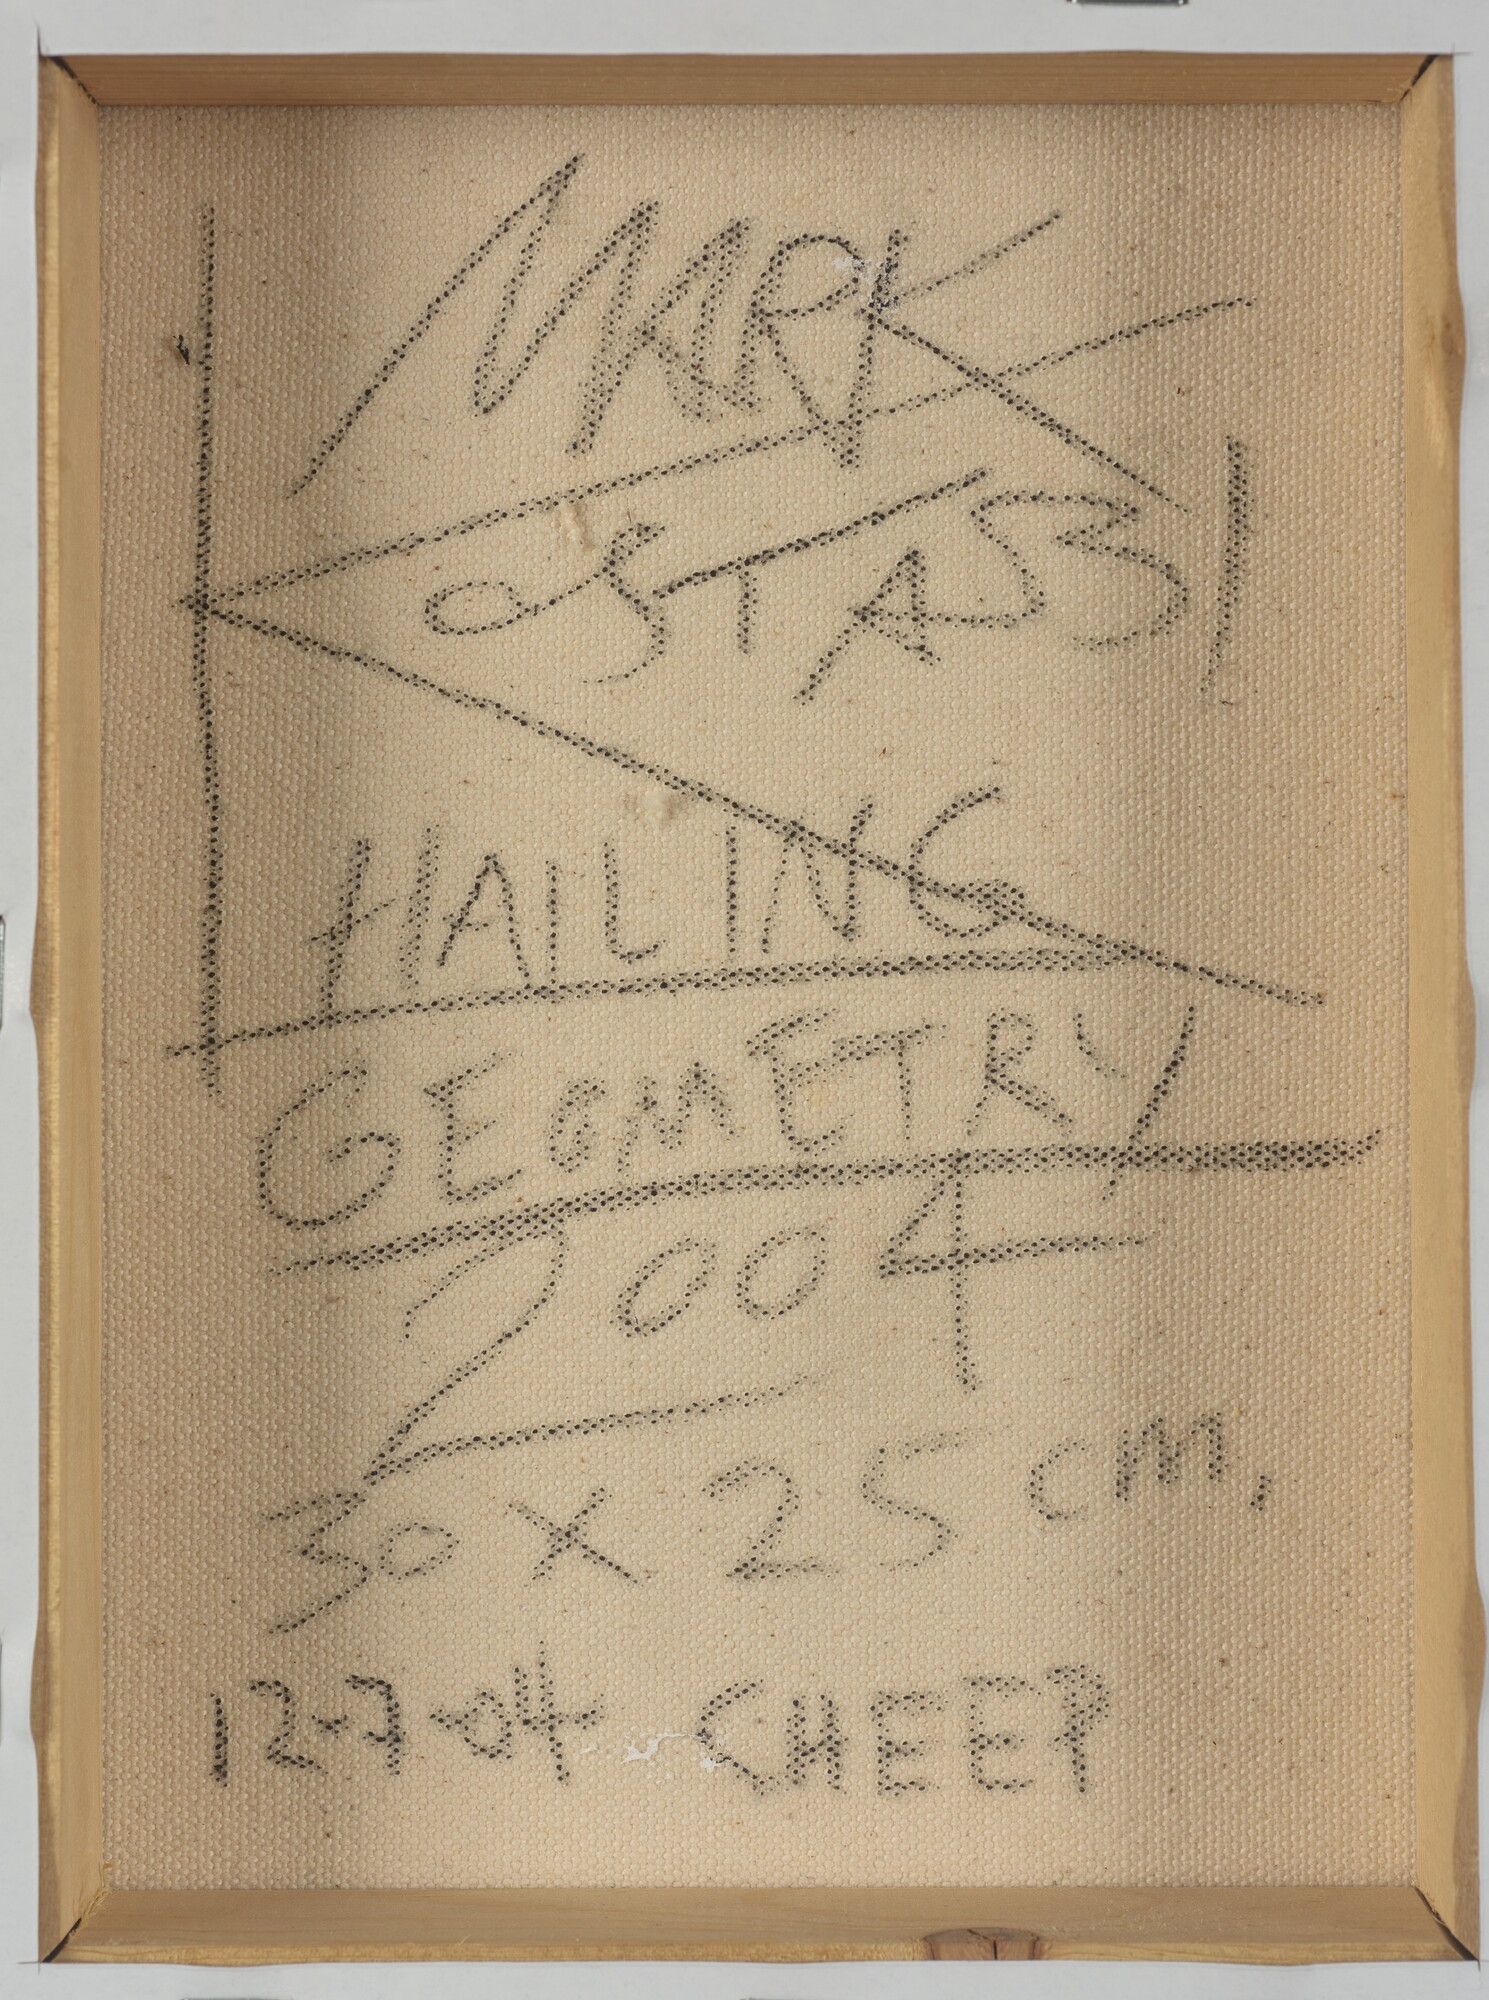 MARK
KOSTABI
HAILING
GEOMETRY
2004
30 X 25 cm.
12-7-04 CHEEP